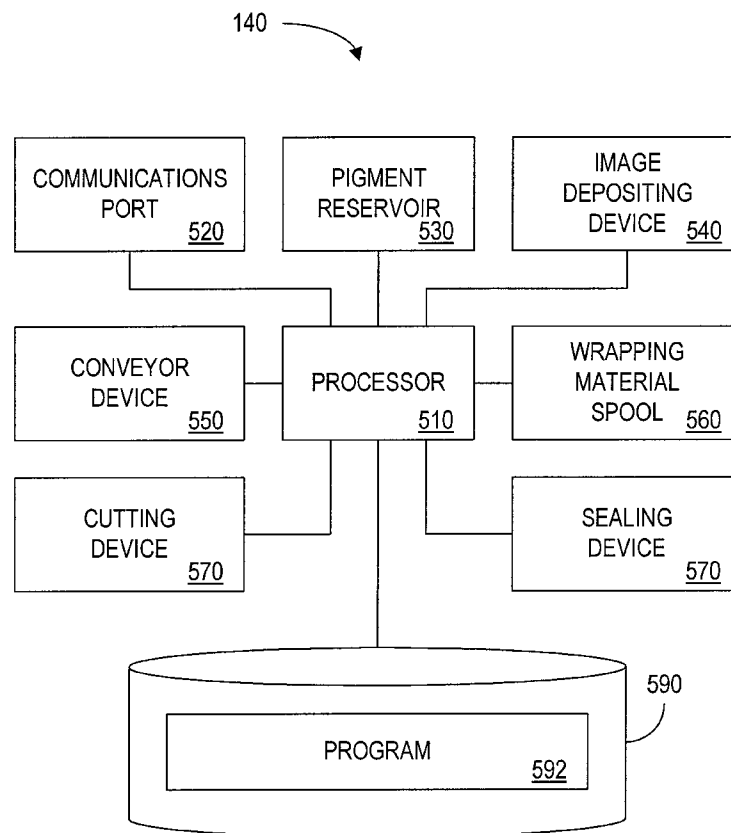 140
COMMUNICATIONS
PORT
520
PIGMENT
RESERVOIR
530
IMAGE
DEPOSITING
DEVICE
540
CONVEYOR
DEVICE
550
PROCESSOR
510
WRAPPING
MATERIAL
SPOOL
560
CUTTING
DEVICE
570
SEALING
DEVICE
570
590
PROGRAM
592